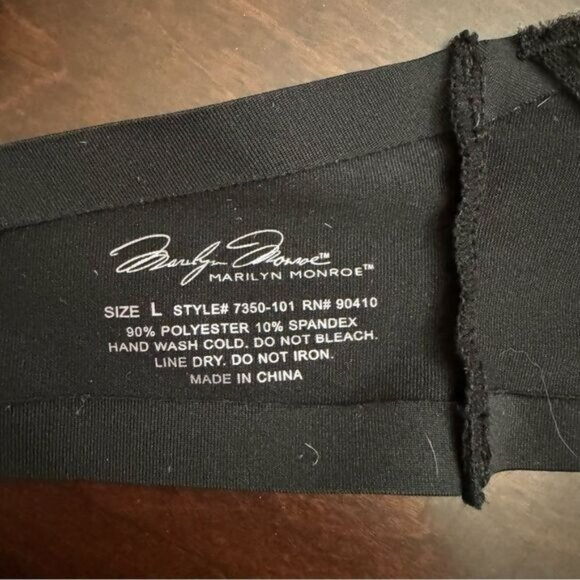 Marilyn Monroe™
MARILYN MONROE™
SIZE L STYLE# 7350-101 RN# 90410
90% POLYESTER 10% SPANDEX
HAND WASH COLD. DO NOT BLEACH.
LINE DRY. DO NOT IRON.
MADE IN CHINA